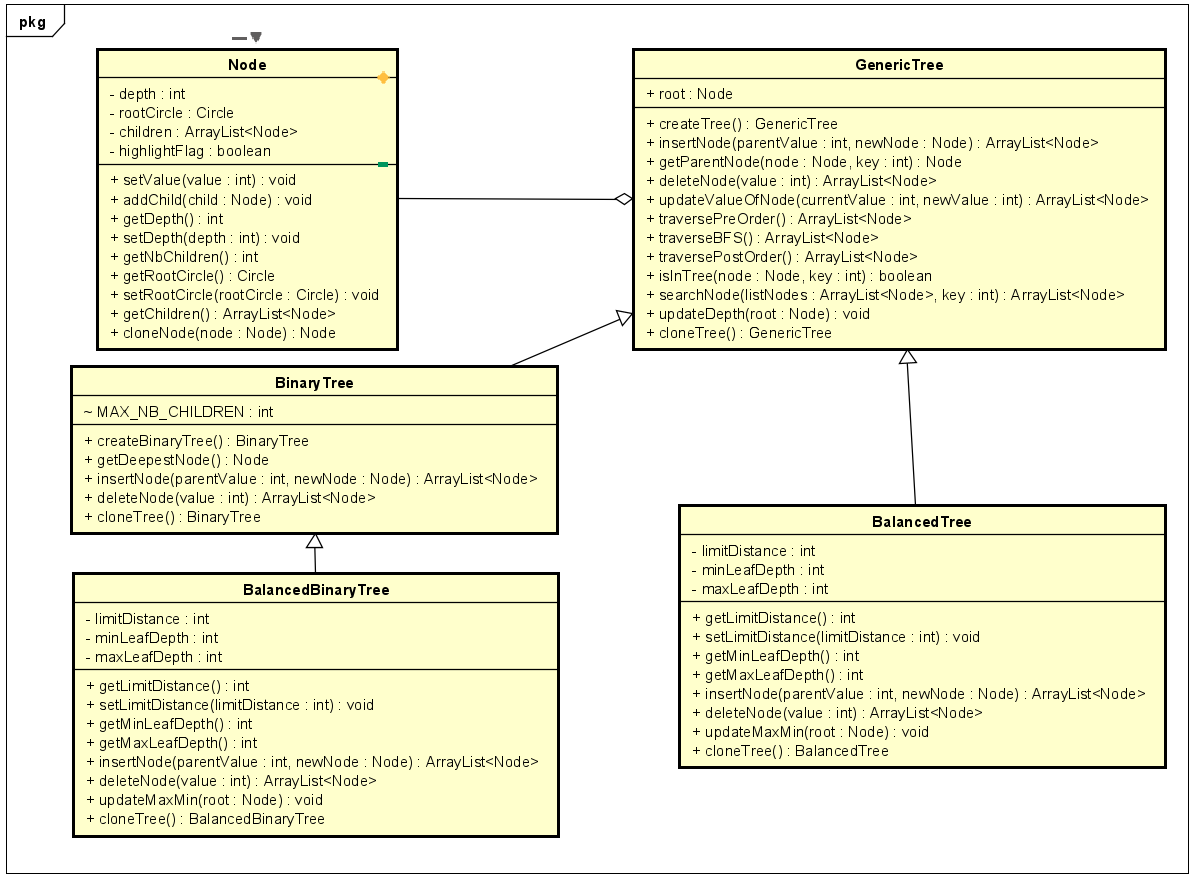 pkg
Node
- depth : int
- rootCircle : Circle
- children : ArrayList<Node>
- highlightFlag : boolean
+ setValue(value : int) : void
+ addChild(child : Node) : void
+ getDepth() : int
+ setDepth(depth : int) : void
+ getNbChildren() : int
+ getRootCircle() : Circle
+ setRootCircle(rootCircle : Circle) : void
+ getChildren() : ArrayList<Node>
+ cloneNode(node : Node) : Node
GenericTree
+ root : Node
+ createTree() : GenericTree
+ insertNode(parentValue : int, newNode : Node) : ArrayList<Node>
+ getParentNode(node : Node, key : int) : Node
+ deleteNode(value : int) : ArrayList<Node>
+ updateValueOfNode(currentValue : int, newValue : int) : ArrayList<Node>
+ traversePreOrder() : ArrayList<Node>
+ traverseBFS() : ArrayList<Node>
+ traversePostOrder() : ArrayList<Node>
+ isInTree(node : Node, key : int) : boolean
+ searchNode(listNodes : ArrayList<Node>, key : int) : ArrayList<Node>
+ updateDepth(root : Node) : void
+ cloneTree() : GenericTree
BinaryTree
~ MAX_NB_CHILDREN : int
+ createBinaryTree() : BinaryTree
+ getDeepestNode() : Node
+ insertNode(parentValue : int, newNode : Node) : ArrayList<Node>
+ deleteNode(value : int) : ArrayList<Node>
+ cloneTree() : BinaryTree
BalancedTree
- limitDistance : int
- minLeafDepth : int
- maxLeafDepth : int
+ getLimitDistance() : int
+ setLimitDistance(limitDistance : int) : void
+ getMinLeafDepth() : int
+ getMaxLeafDepth() : int
+ insertNode(parentValue : int, newNode : Node) : ArrayList<Node>
+ deleteNode(value : int) : ArrayList<Node>
+ updateMaxMin(root : Node) : void
+ cloneTree() : BalancedTree
BalancedBinaryTree
- limitDistance : int
- minLeafDepth : int
- maxLeafDepth : int
+ getLimitDistance() : int
+ setLimitDistance(limitDistance : int) : void
+ getMinLeafDepth() : int
+ getMaxLeafDepth() : int
+ insertNode(parentValue : int, newNode : Node) : ArrayList<Node>
+ deleteNode(value : int) : ArrayList<Node>
+ updateMaxMin(root : Node) : void
+ cloneTree() : BalancedBinaryTree